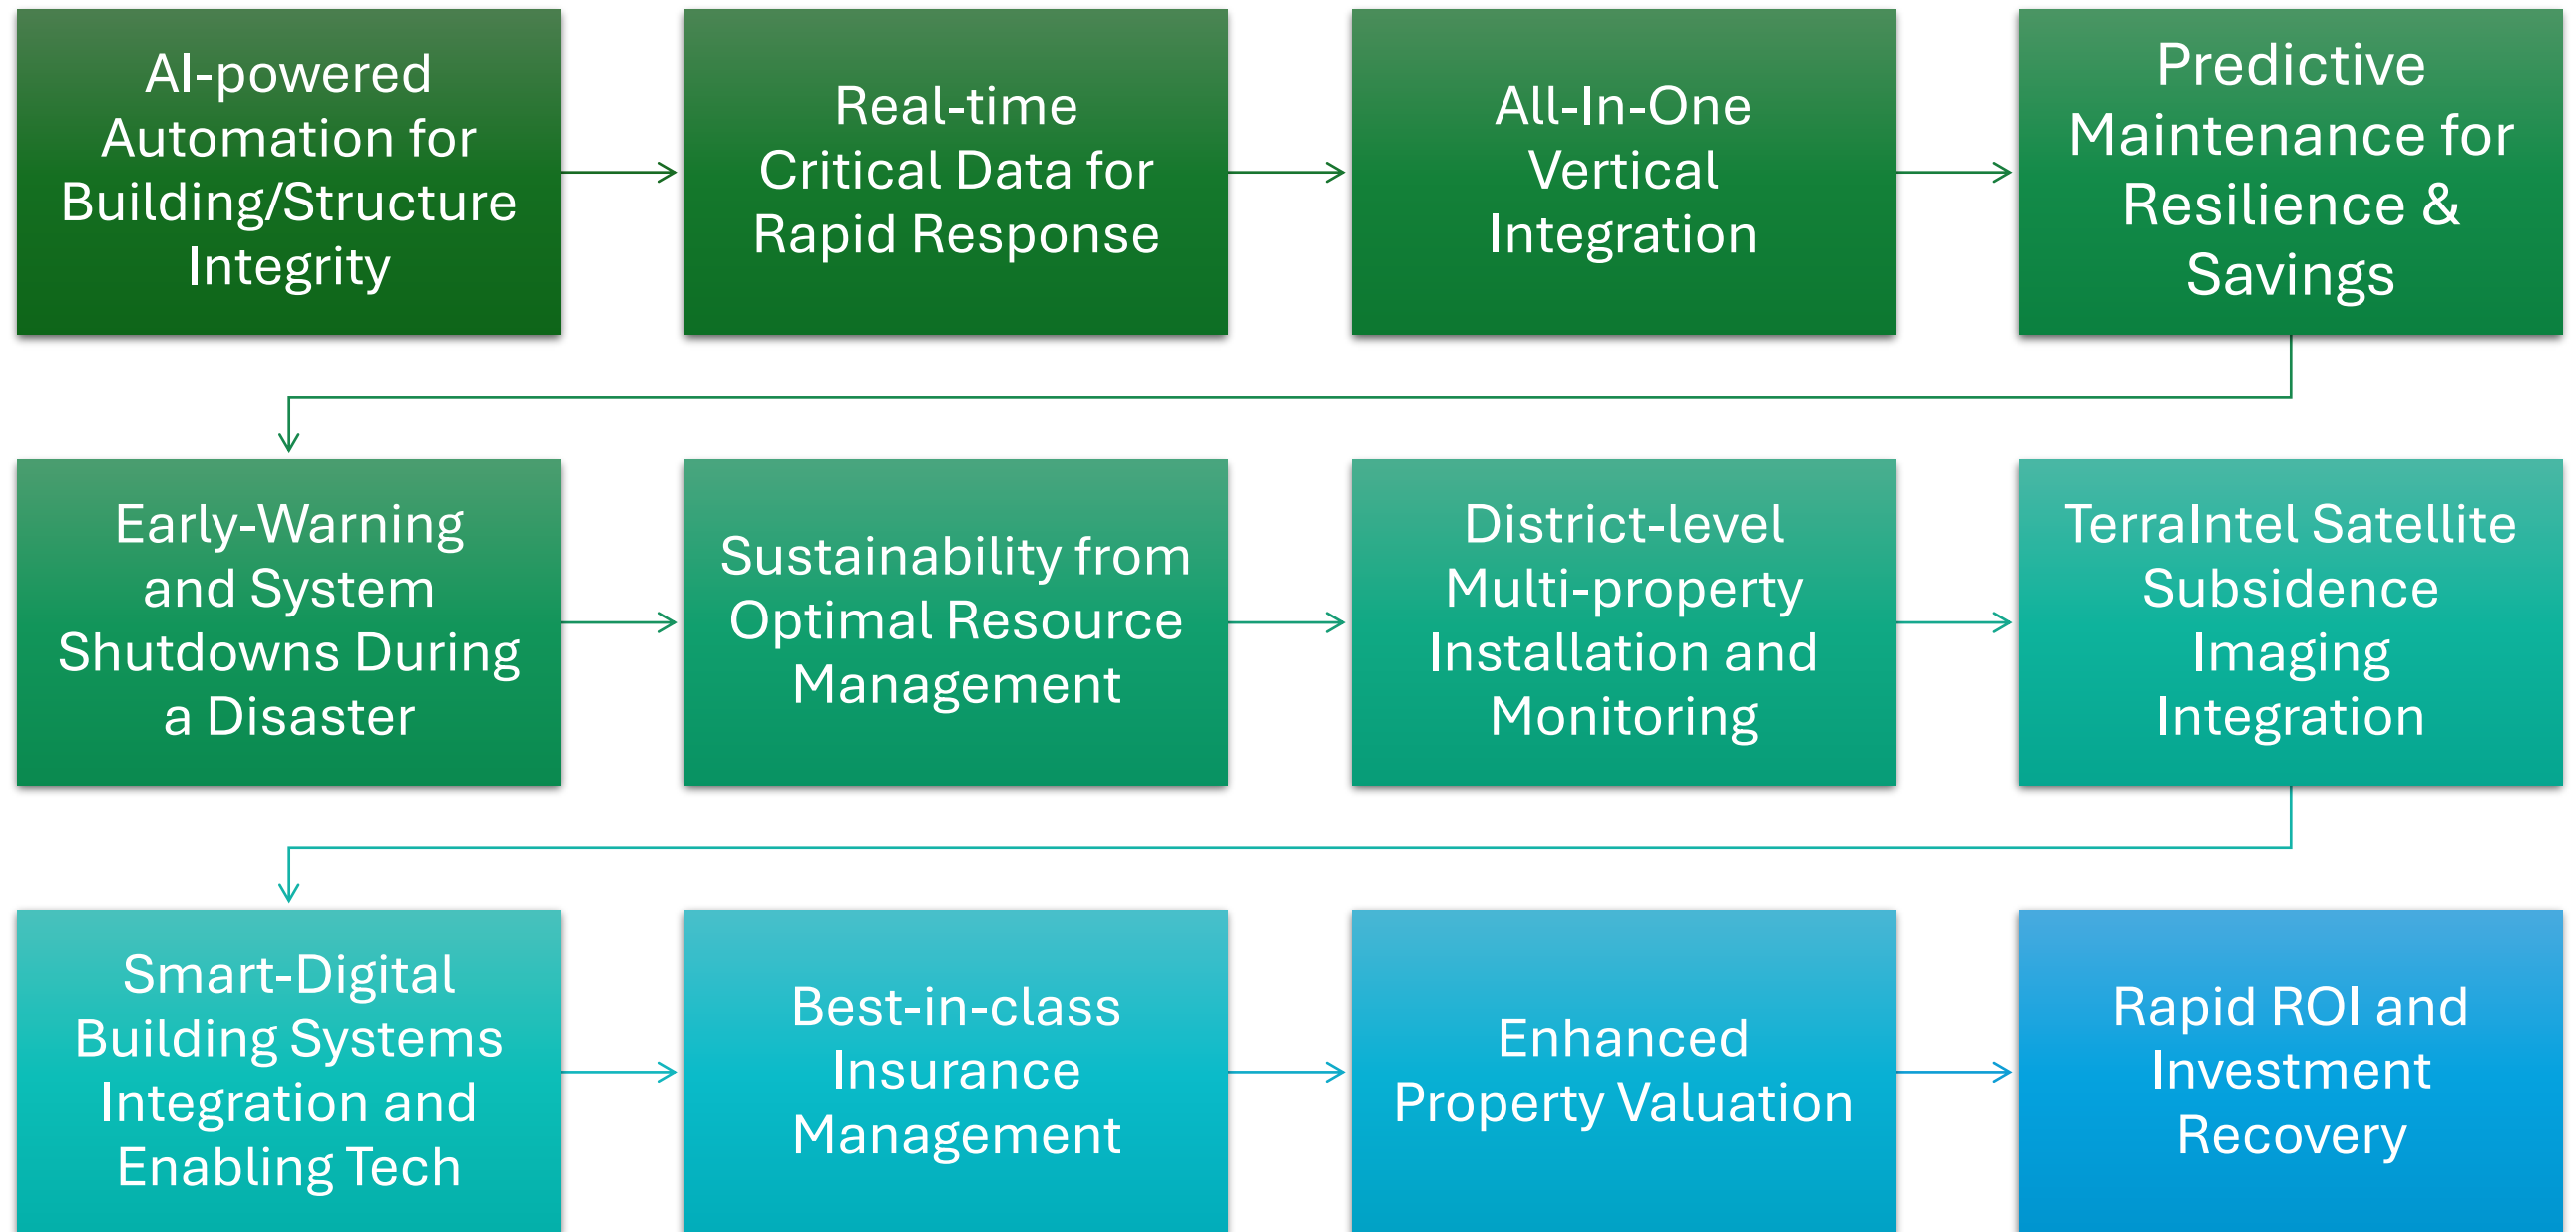 AI-powered
Automation for
Building/Structure
Integrity
Real-time
Critical Data for
Rapid Response
All-In-One
Vertical
Integration
Predictive
Maintenance for
Resilience &
Savings
Early-Warning
and System
Shutdowns During
a Disaster
Sustainability from
Optimal Resource
Management
District-level
Multi-property
Installation and
Monitoring
TerraIntel Satellite
Subsidence
Imaging
Integration
Smart-Digital
Building Systems
Integration and
Enabling Tech
Best-in-class
Insurance
Management
Enhanced
Property Valuation
Rapid ROI and
Investment
Recovery